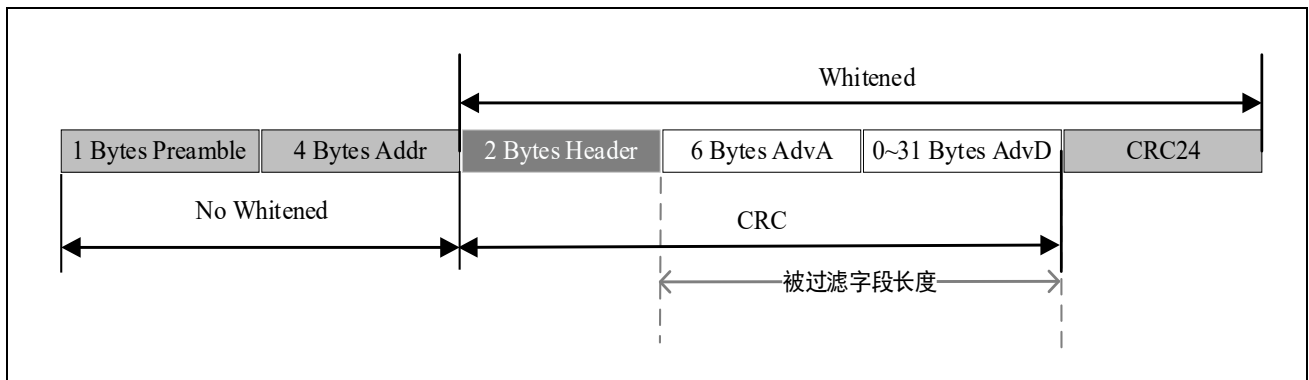 Whitened
1 Bytes Preamble 4 Bytes Addr 2 Bytes Header 6 Bytes AdvA 0~31 Bytes AdvD CRC24
No Whitened
CRC
被过滤字段长度